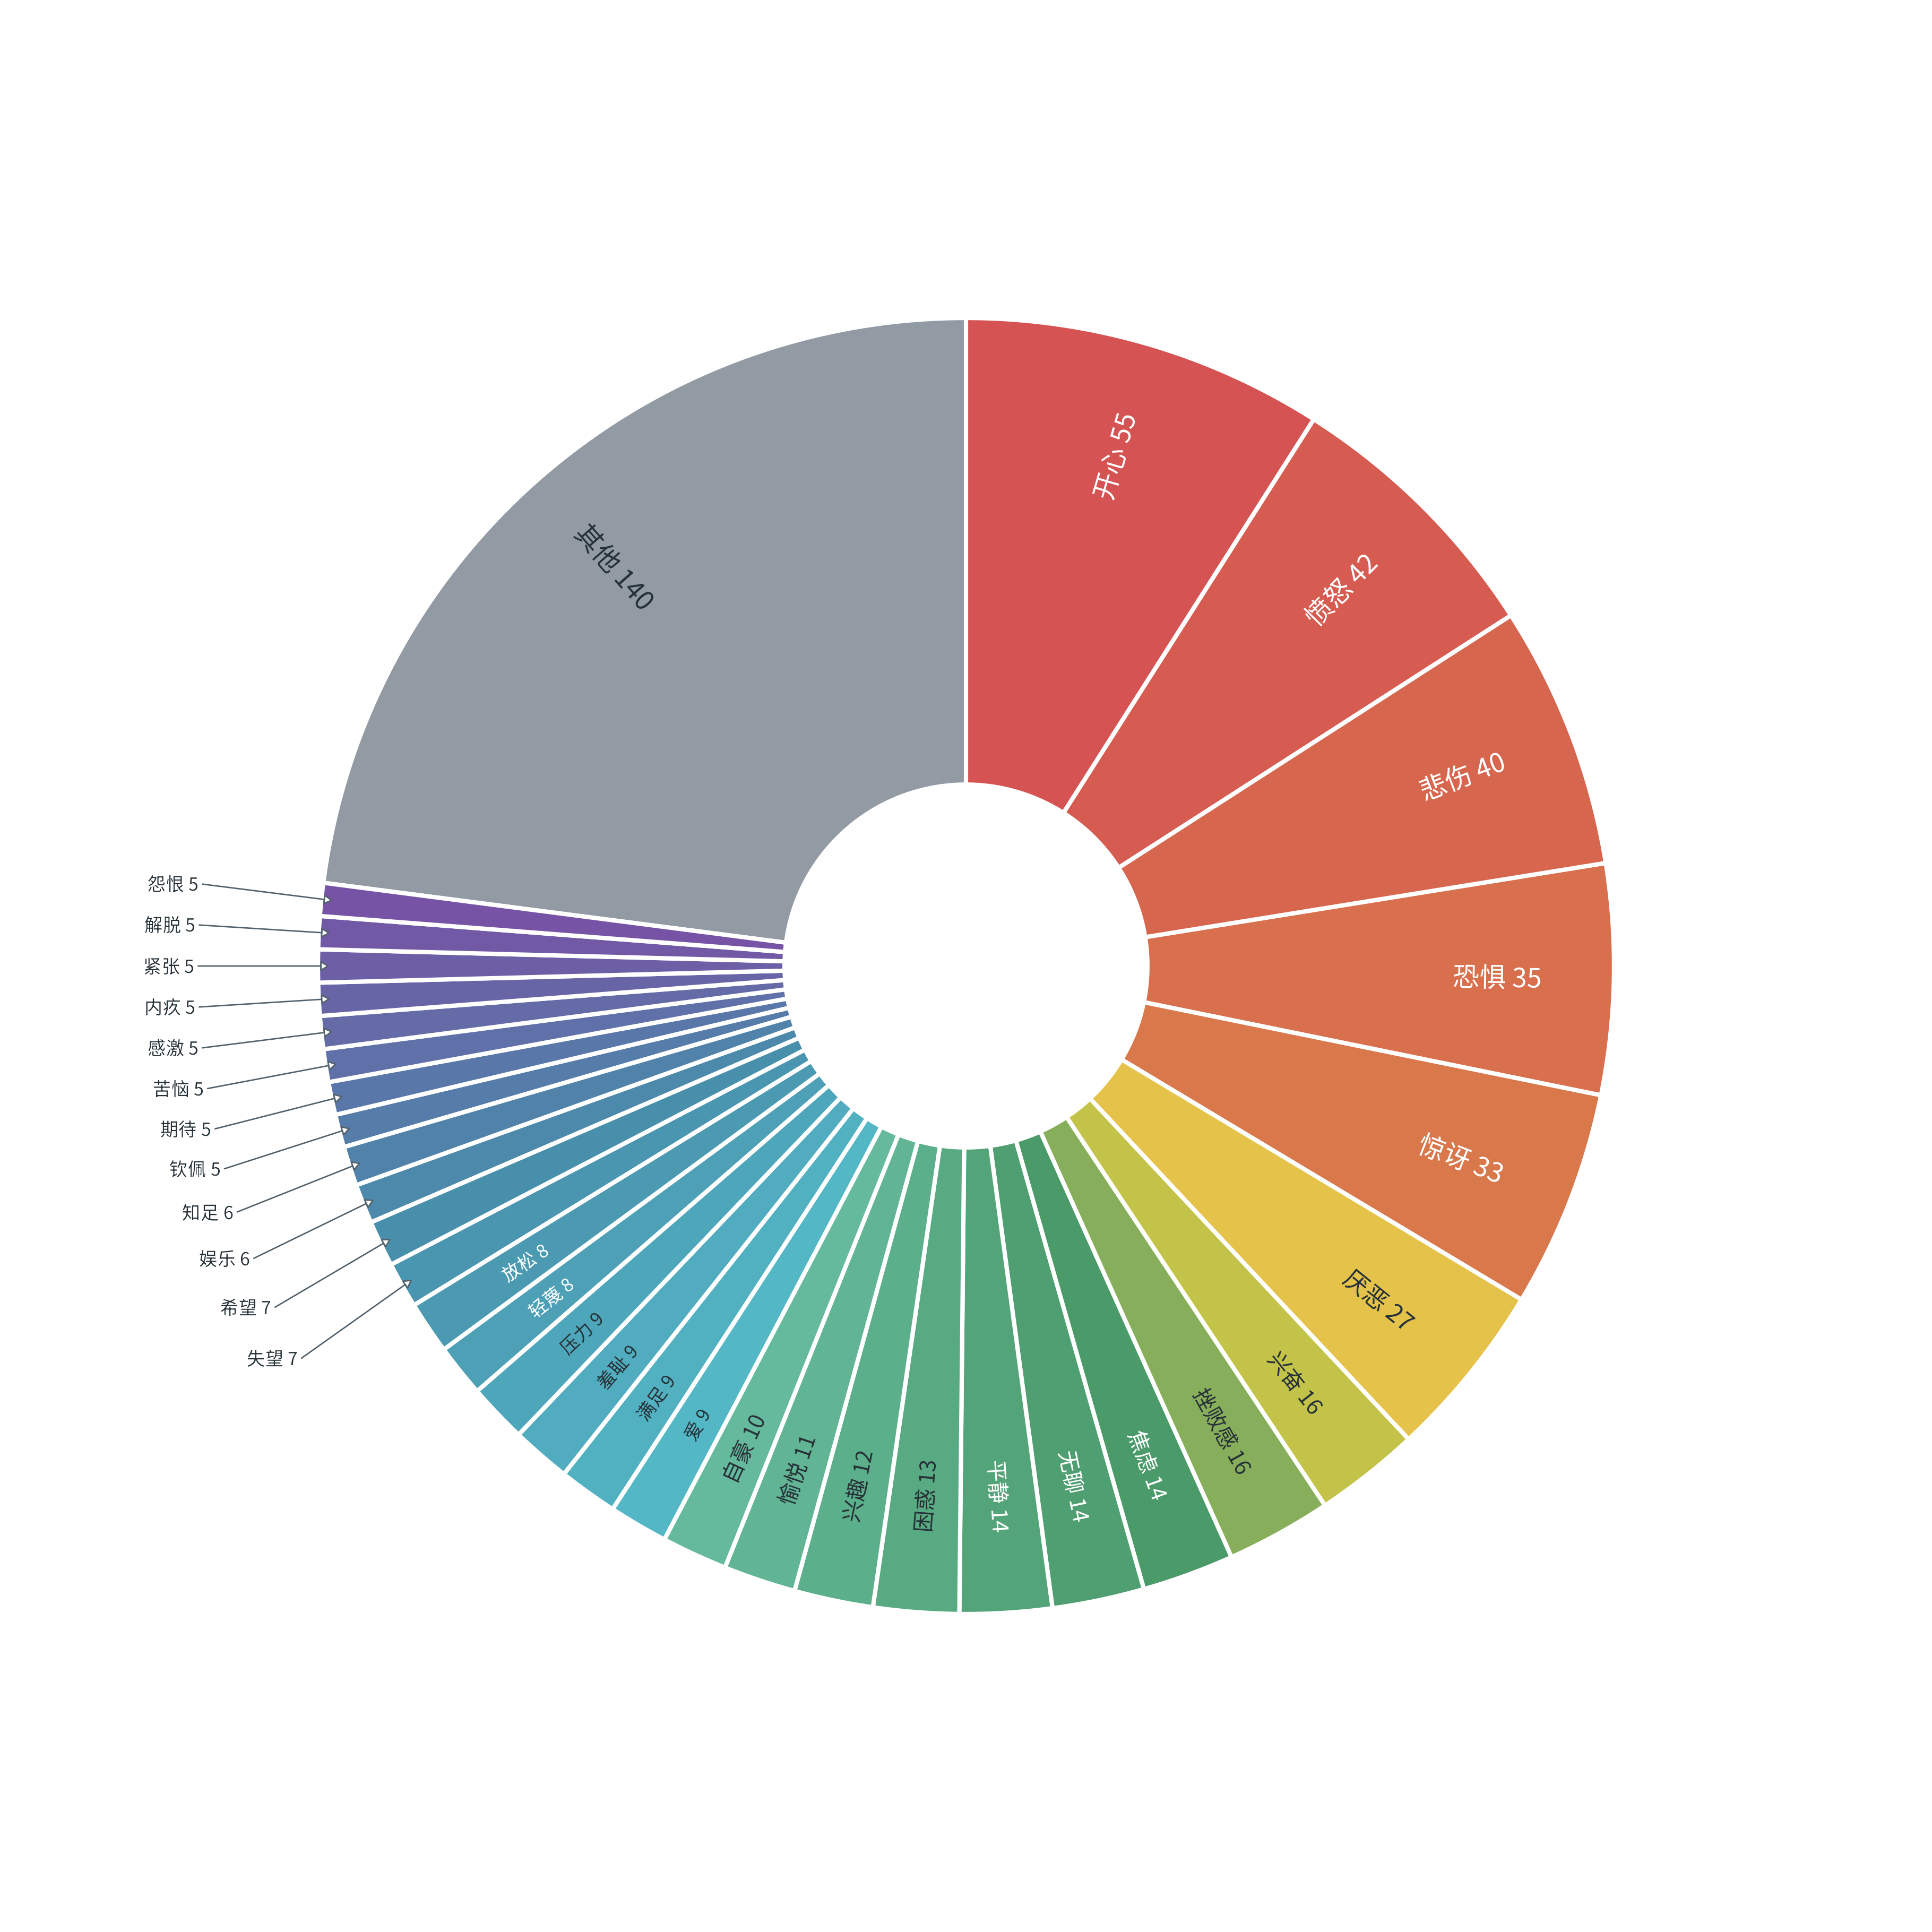 开心 55
愤怒 42
悲伤 40
恐惧 35
惊讶 33
厌恶 27
兴奋 16
挫败感 16
焦虑 14
无聊 14
平静 14
困惑 13
兴趣 12
愉悦 11
自豪 10
爱 9
满足 9
羞耻 9
压力 9
轻蔑 8
放松 8
失望 7
希望 7
娱乐 6
知足 6
钦佩 5
期待 5
苦恼 5
感激 5
内疚 5
紧张 5
解脱 5
怨恨 5
其他 140